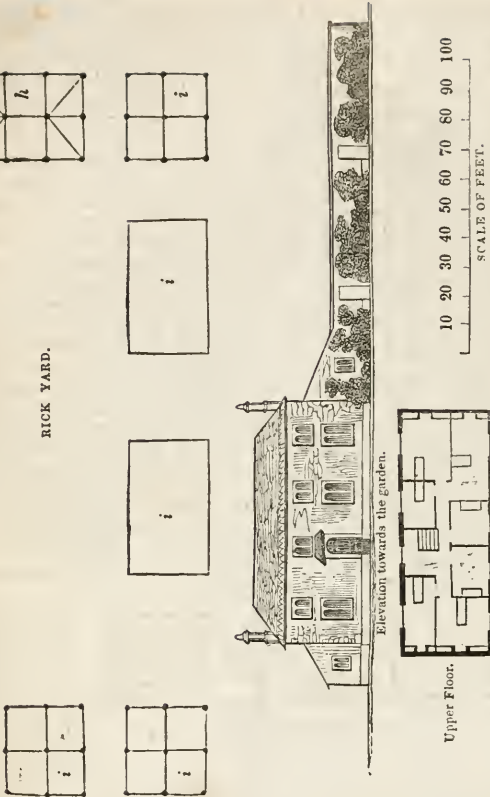 RICK YARD.
i
h
i
i
i
i
Elevation towards the garden.
Upper Floor.
10 20 30 40 50 60 70 80 90 100
SCALE OF FEET.